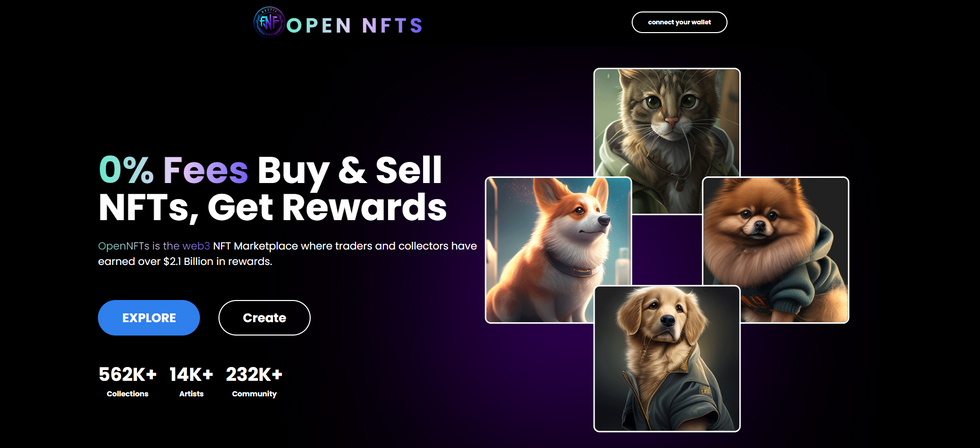 OPEN NFTS
connect your wallet
0% Fees Buy & Sell
NFTs, Get Rewards
OpenNFTs is the web3 NFT Marketplace where traders and collectors have
earned over $2.1 Billion in rewards.
EXPLORE
Create
562K+ 14K+ 232K+
Collections Artists Community